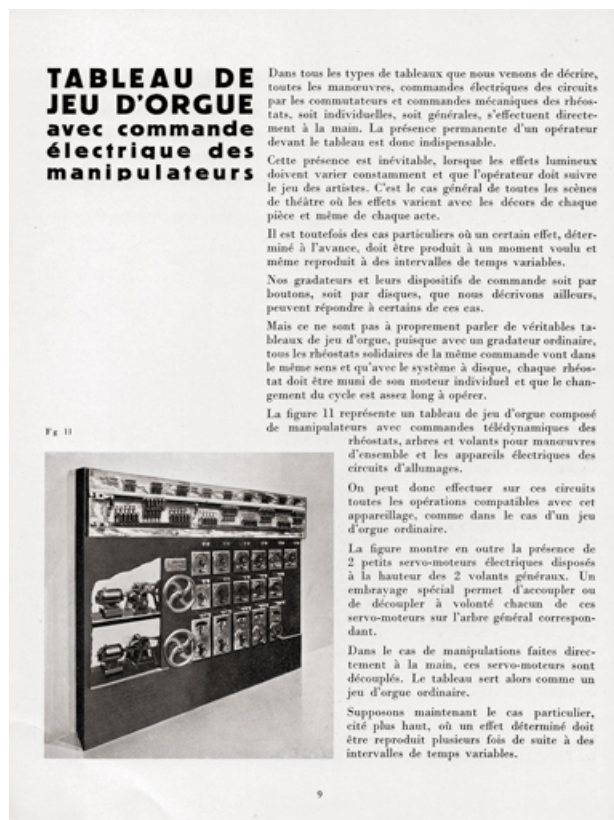 TABLEAU DE
JEU D'ORGUE
avec commande
électrique des
manipulateurs
Dans tous les types de tableaux que nous venons de décrire,
toutes les manœuvres, commandes électriques des circuits
par les commutateurs et commandes mécaniques des rhéos-
tats, soit individuelles, soit générales, s'effectuent directe-
ment à la main. La présence permanente d'un opérateur
devant le tableau est donc indispensable.
Cette présence est inévitable, lorsque les effets lumineux
doivent varier constamment et que l'opérateur doit suivre
le jeu des artistes. C'est le cas général de toutes les scènes
de théâtre où les effets varient avec les décors de chaque
pièce et même de chaque acte.
Il est toutefois des cas particuliers où un certain effet, déter-
miné à l'avance, doit être produit à un moment voulu et
même reproduit à des intervalles de temps variables.
Nos gradateurs et leurs dispositifs de commande soit par
boutons, soit par disques, que nous décrivons ailleurs,
peuvent répondre à certains de ces cas.
Mais ce ne sont pas à proprement parler de véritables ta-
bleaux de jeu d'orgue, puisque avec un gradateur ordinaire,
tous les rhéostats solidaires de la même commande vont dans
le même sens et qu'avec le système à disque, chaque rhéos-
tat doit être muni de son moteur individuel et que le chan-
gement du cycle est assez long à opérer.
La figure 11 représente un tableau de jeu d'orgue composé
de manipulateurs avec commandes télédynamiques des
rhéostats, arbres et volants pour manœuvres
d'ensemble et les appareils électriques des
circuits d'allumages.
On peut donc effectuer sur ces circuits
toutes les opérations compatibles avec cet
appareillage, comme dans le cas d'un jeu
d'orgue ordinaire.
La figure montre en outre la présence de
2 petits servo-moteurs électriques disposés
à la hauteur des 2 volants généraux. Un
embrayage spécial permet d'accoupler ou
de découpler à volonté chacun de ces
servo-moteurs sur l'arbre général correspon-
dant.
Dans le cas de manipulations faites direc-
tement à la main, ces servo-moteurs sont
découplés. Le tableau sert alors comme un
jeu d'orgue ordinaire.
Supposons maintenant le cas particulier,
cité plus haut, où un effet déterminé doit
être reproduit plusieurs fois de suite à des
intervalles de temps variables.
Fg 11
9